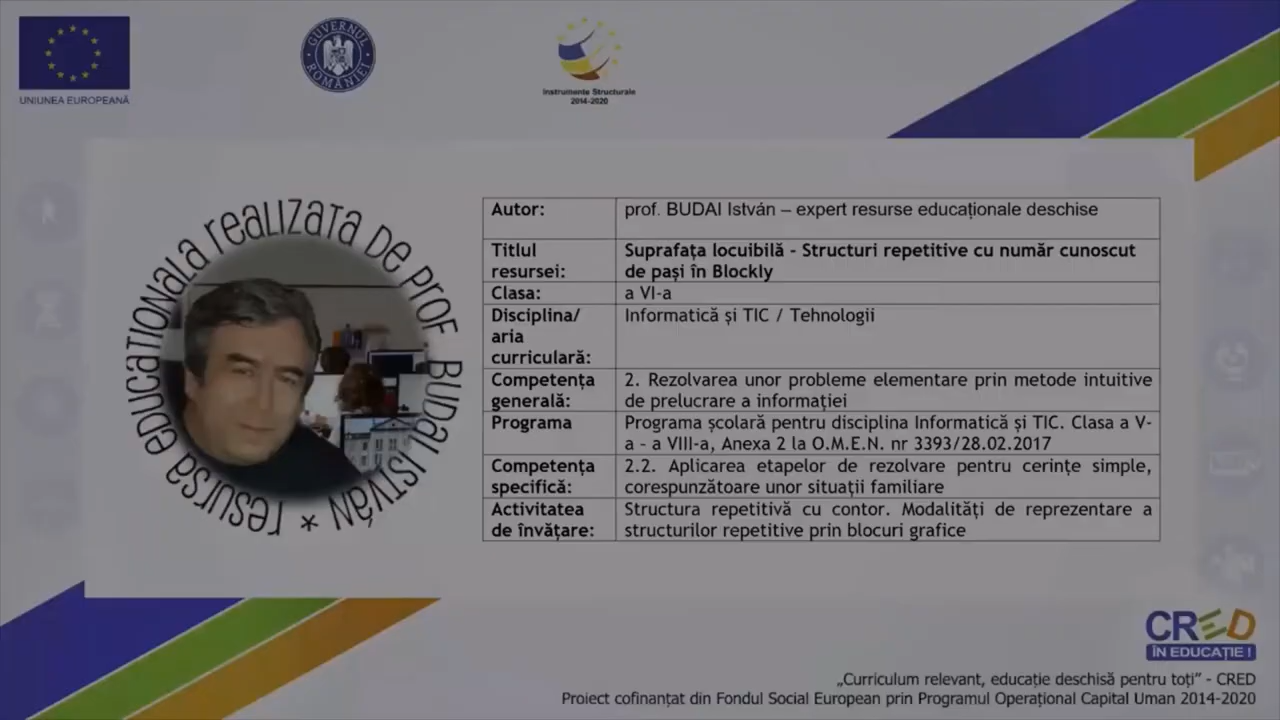 UNIUNEA EUROPEANĂ
GUVERNUL ROMÂNIEI
Instrumente Structurale
2014-2020
resursa educațională realizată de prof BUDAI ISTVÁN *
Autor: prof. BUDAI István – expert resurse educaționale deschise
Titlul Suprafața locuibilă - Structuri repetitive cu număr cunoscut
resursei: de pași în Blockly
Clasa: a VI-a
Disciplina/ Informatică și TIC / Tehnologii
aria
curriculară:
Competența 2. Rezolvarea unor probleme elementare prin metode intuitive
generală: de prelucrare a informației
Programa Programa școlară pentru disciplina Informatică și TIC. Clasa a V-
a - a VIII-a, Anexa 2 la O.M.E.N. nr 3393/28.02.2017
Competența 2.2. Aplicarea etapelor de rezolvare pentru cerințe simple,
specifică: corespunzătoare unor situații familiare
Activitatea Structura repetitivă cu contor. Modalități de reprezentare a
de învățare: structurilor repetitive prin blocuri grafice
CRED
ÎN EDUCAȚIE !
„Curriculum relevant, educație deschisă pentru toți” - CRED
Proiect cofinanțat din Fondul Social European prin Programul Operațional Capital Uman 2014-2020